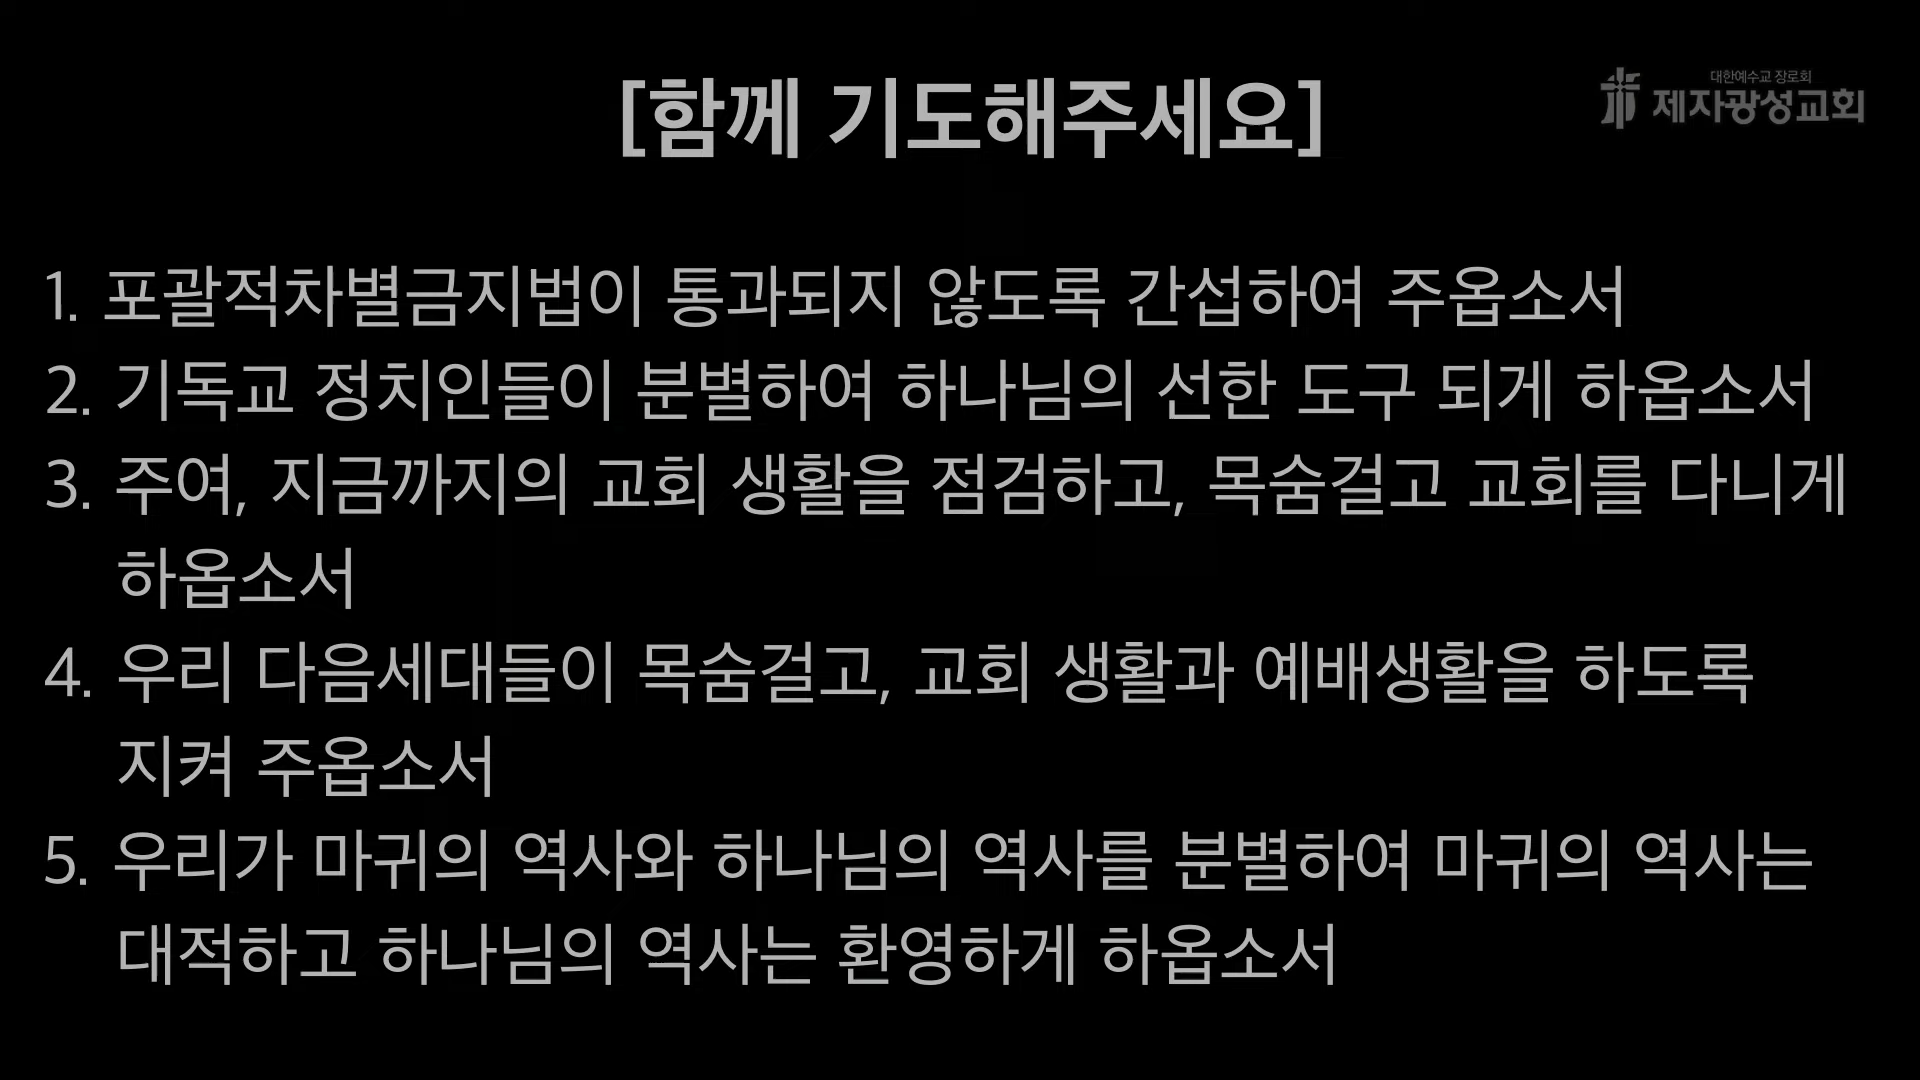 [함께 기도해주세요]
대한예수교 장로회
제자광성교회
1. 포괄적차별금지법이 통과되지 않도록 간섭하여 주옵소서
2. 기독교 정치인들이 분별하여 하나님의 선한 도구 되게 하옵소서
3. 주여, 지금까지의 교회 생활을 점검하고, 목숨걸고 교회를 다니게
하옵소서
4. 우리 다음세대들이 목숨걸고, 교회 생활과 예배생활을 하도록
지켜 주옵소서
5. 우리가 마귀의 역사와 하나님의 역사를 분별하여 마귀의 역사는
대적하고 하나님의 역사는 환영하게 하옵소서